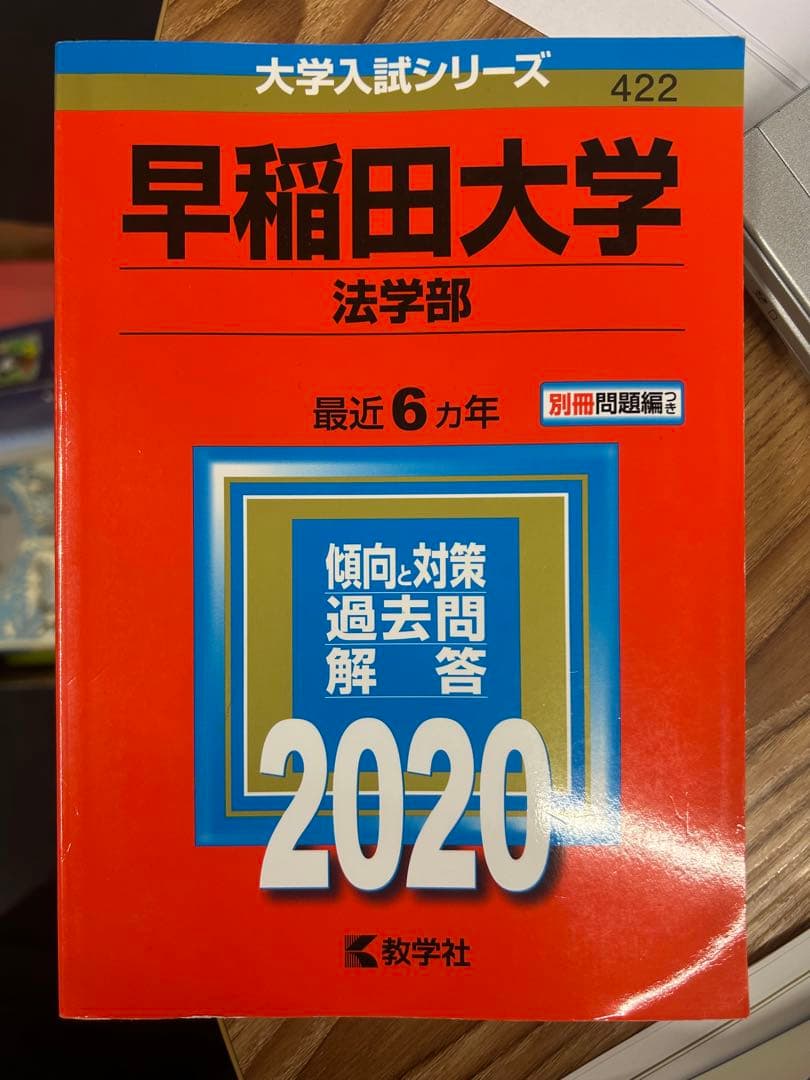 大学入試シリーズ
422
早稲田大学
法学部
最近6ヵ年
別冊問題編つき
傾向と対策
過去問
解答
2020
教学社